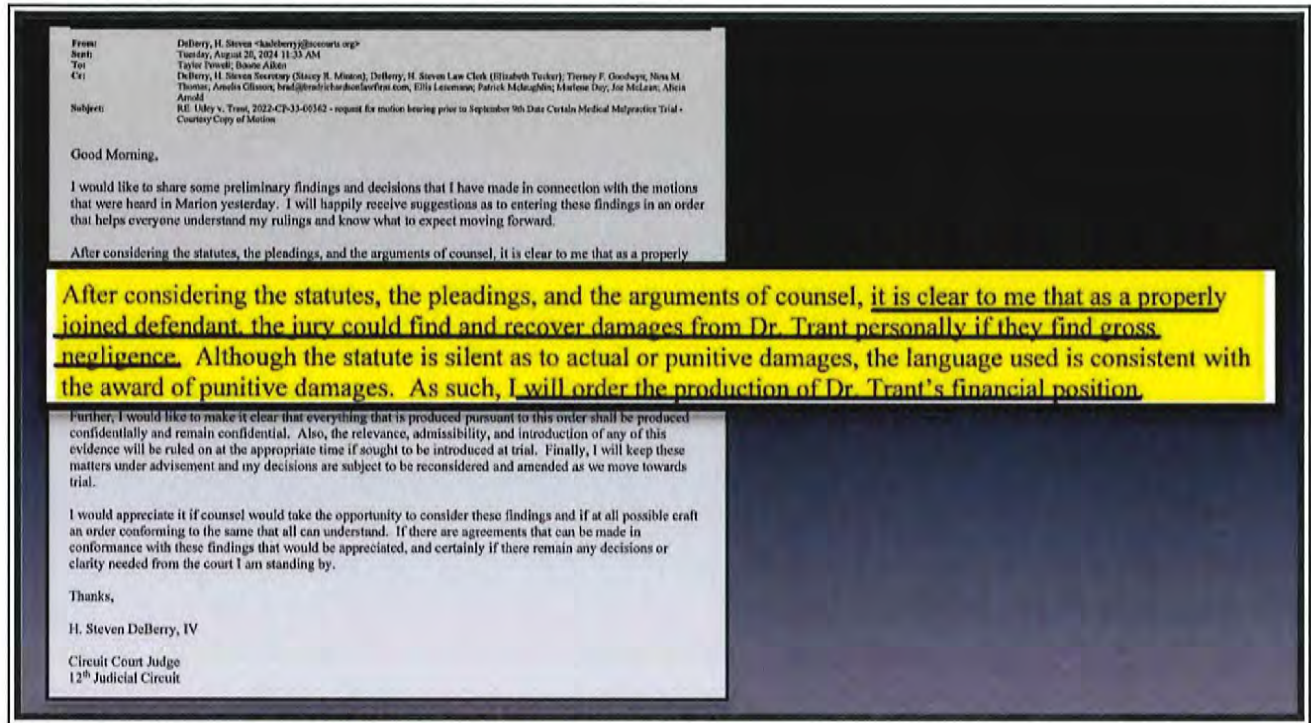 From: DeBerry, H. Steven
Sent: Tuesday, August 20, 2024 11:33 AM
To: Taylor Powell; Boone Aiken
Cc: DeBerry, H. Steven Secretary (Stacey R. Minton); DeBerry, H. Steven Law Clerk (Elizabeth Tucker); Tierney F. Goodwyn; Nina M.
Thomas; Amelia Glisson; Ellis Lesemann; Patrick Mclaughlin; Marlene Day; Joe McLean; Alicia
Arnold
Subject: RE: v. Trant, 2022-CP-33-00362 - request for motion hearing prior to September 9th Date Certain Medical Malpractice Trial -
Courtesy Copy of Motion
Good Morning,
I would like to share some preliminary findings and decisions that I have made in connection with the motions
that were heard in Marion yesterday. I will happily receive suggestions as to entering these findings in an order
that helps everyone understand my rulings and know what to expect moving forward.
After considering the statutes, the pleadings, and the arguments of counsel, it is clear to me that as a properly
After considering the statutes, the pleadings, and the arguments of counsel, it is clear to me that as a properly
joined defendant, the jury could find and recover damages from Dr. Trant personally if they find gross
negligence. Although the statute is silent as to actual or punitive damages, the language used is consistent with
the award of punitive damages. As such, I will order the production of Dr. Trant's financial position.
Further, I would like to make it clear that everything that is produced pursuant to this order shall be produced
confidentially and remain confidential. Also, the relevance, admissibility, and introduction of any of this
evidence will be ruled on at the appropriate time if sought to be introduced at trial. Finally, I will keep these
matters under advisement and my decisions are subject to be reconsidered and amended as we move towards
trial.
I would appreciate it if counsel would take the opportunity to consider these findings and if at all possible craft
an order conforming to the same that all can understand. If there are agreements that can be made in
conformance with these findings that would be appreciated, and certainly if there remain any decisions or
clarity needed from the court I am standing by.
Thanks,
H. Steven DeBerry, IV
Circuit Court Judge
12th Judicial Circuit